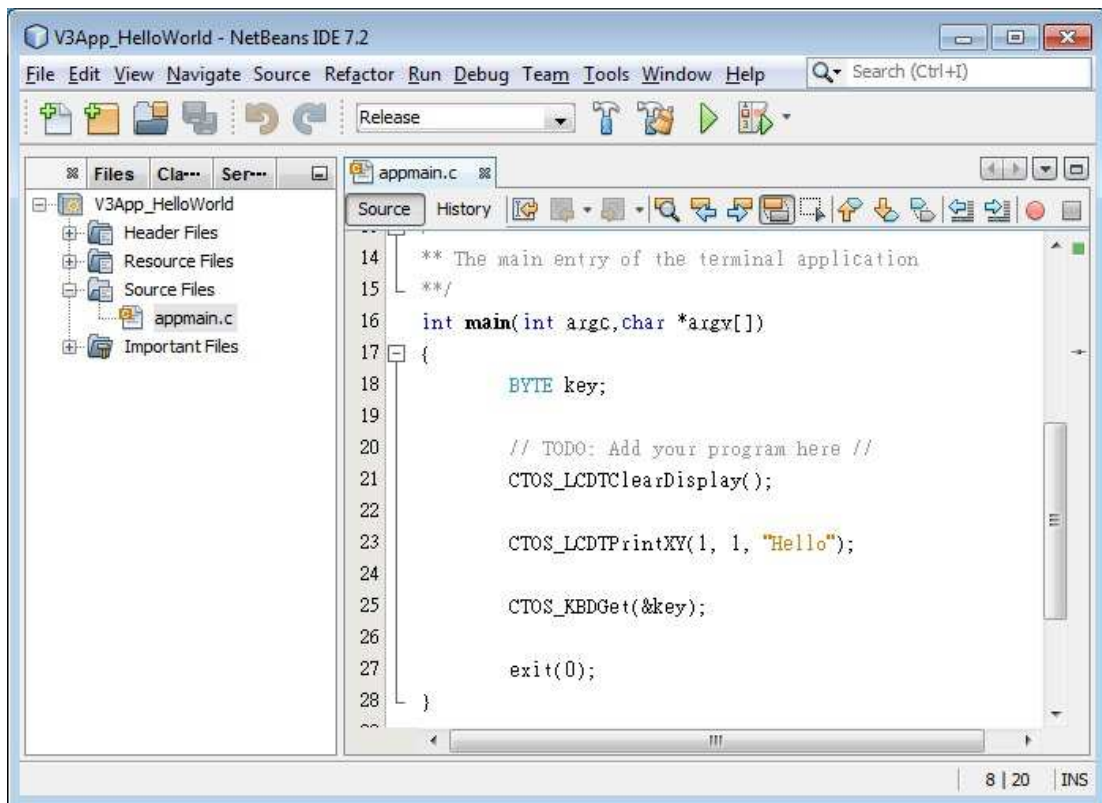 V3App_HelloWorld - NetBeans IDE 7.2
File Edit View Navigate Source Refactor Run Debug Team Tools Window Help
Search (Ctrl+I)
Release
Files Cla··· Ser···
V3App_HelloWorld
Header Files
Resource Files
Source Files
appmain.c
Important Files
appmain.c
Source History
14 ** The main entry of the terminal application
15 **/
16 int main(int argc,char *argv[])
17 {
18 BYTE key;
19
20 // TODO: Add your program here //
21 CTOS_LCDTClearDisplay();
22
23 CTOS_LCDTPrintXY(1, 1, "Hello");
24
25 CTOS_KBDGet(&key);
26
27 exit(0);
28 }
8 | 20 INS